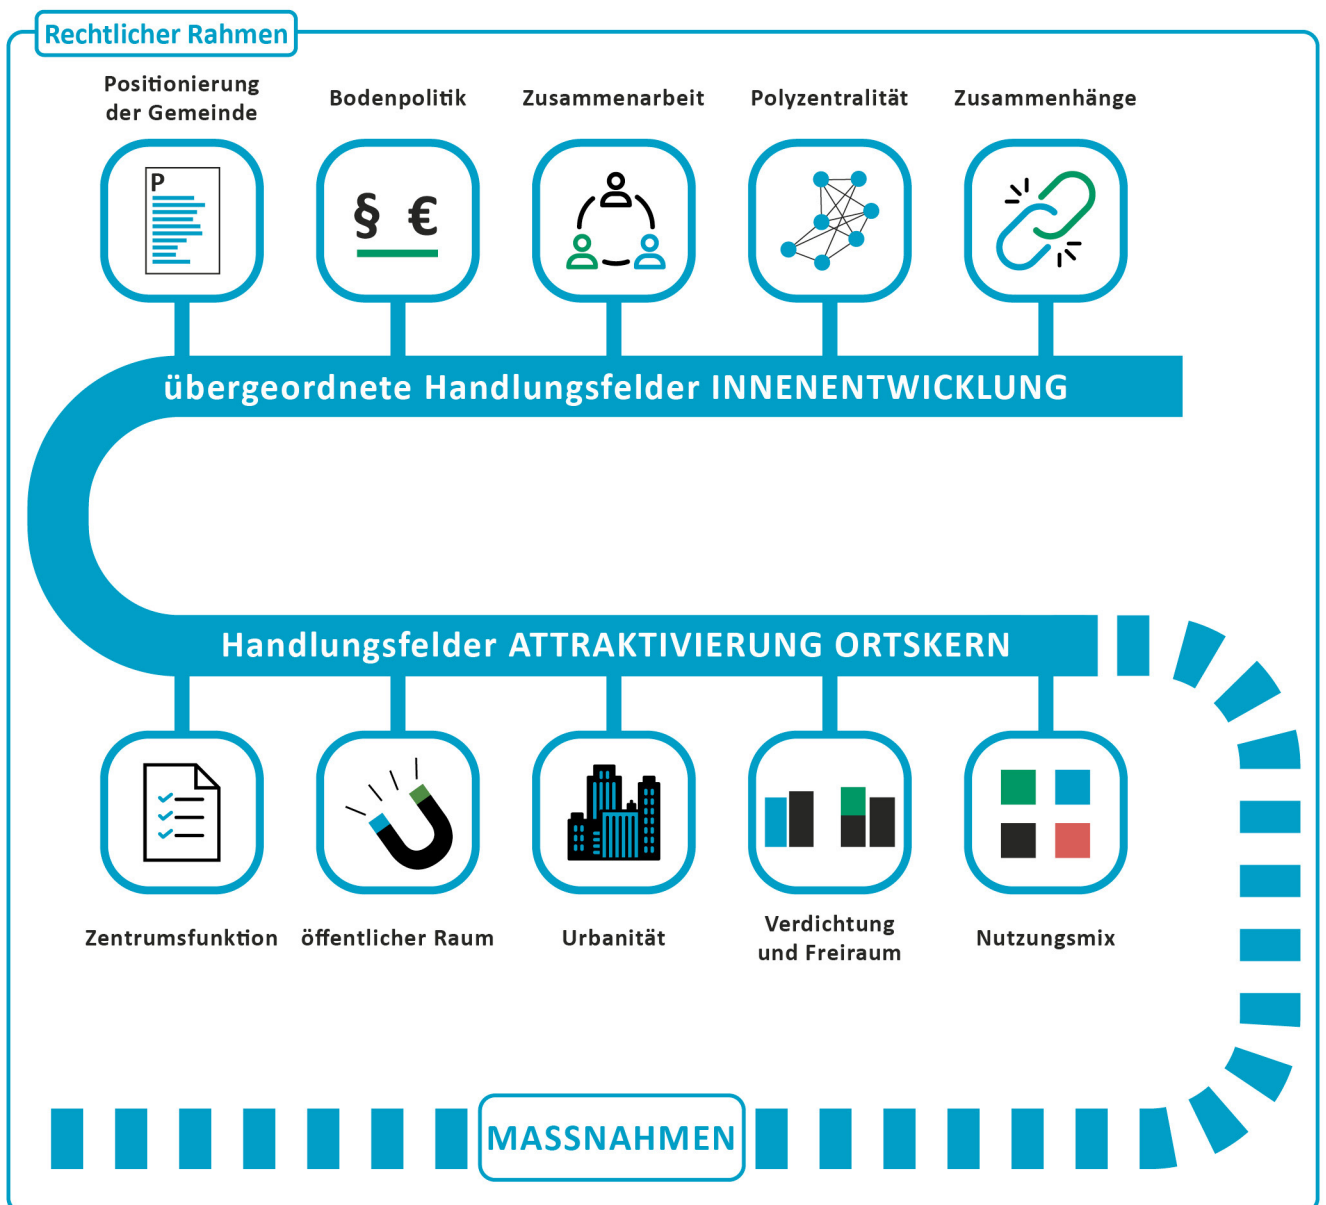 Rechtlicher Rahmen
Positionierung
der Gemeinde
Bodenpolitik
Zusammenarbeit
Polyzentralität
Zusammenhänge
P
§ €
übergeordnete Handlungsfelder INNENENTWICKLUNG
Handlungsfelder ATTRAKTIVIERUNG ORTSKERN
Zentrumsfunktion
öffentlicher Raum
Urbanität
Verdichtung
und Freiraum
Nutzungsmix
MASSNAHMEN